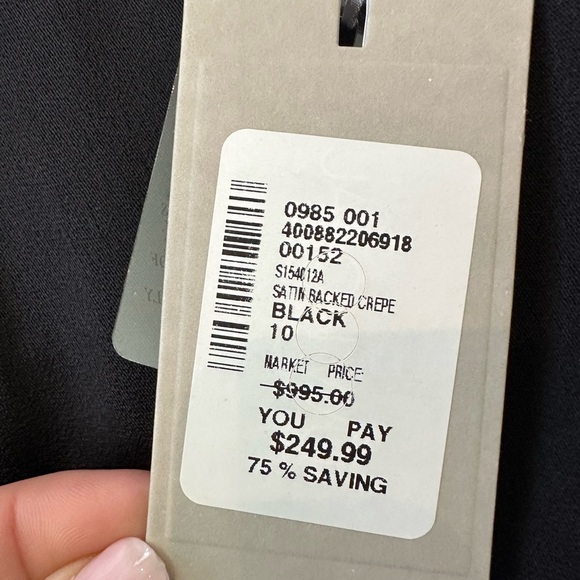 0985 001
400882206918
00152
S154012A
SATIN BACKED CREPE
BLACK
10
MARKET PRICE:
$995.00
YOU PAY
$249.99
75 % SAVING